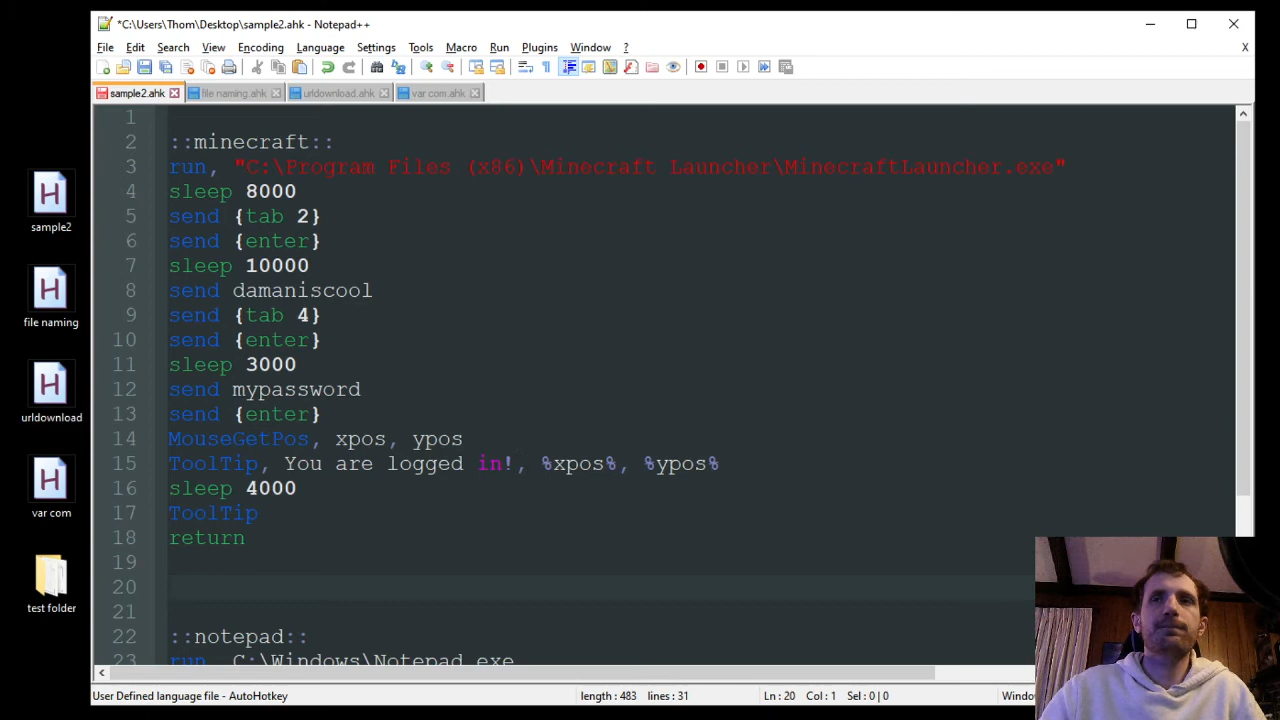 *C:\Users\Thom\Desktop\sample2.ahk - Notepad++
File Edit Search View Encoding Language Settings Tools Macro Run Plugins Window ? X
sample2.ahk file naming.ahk urldownload.ahk var com.ahk
1
2 ::minecraft::
3 run, "C:\Program Files (x86)\Minecraft Launcher\MinecraftLauncher.exe"
4 sleep 8000
5 send {tab 2}
6 send {enter}
7 sleep 10000
8 send damaniscool
9 send {tab 4}
10 send {enter}
11 sleep 3000
12 send mypassword
13 send {enter}
14 MouseGetPos, xpos, ypos
15 ToolTip, You are logged in!, %xpos%, %ypos%
16 sleep 4000
17 ToolTip
18 return
19
20
21
22 ::notepad::
23 run C:\Windows\Notepad.exe
User Defined language file - AutoHotkey length : 483 lines : 31 Ln : 20 Col : 1 Sel : 0 | 0
H
sample2
H
file naming
H
urldownload
H
var com
test folder